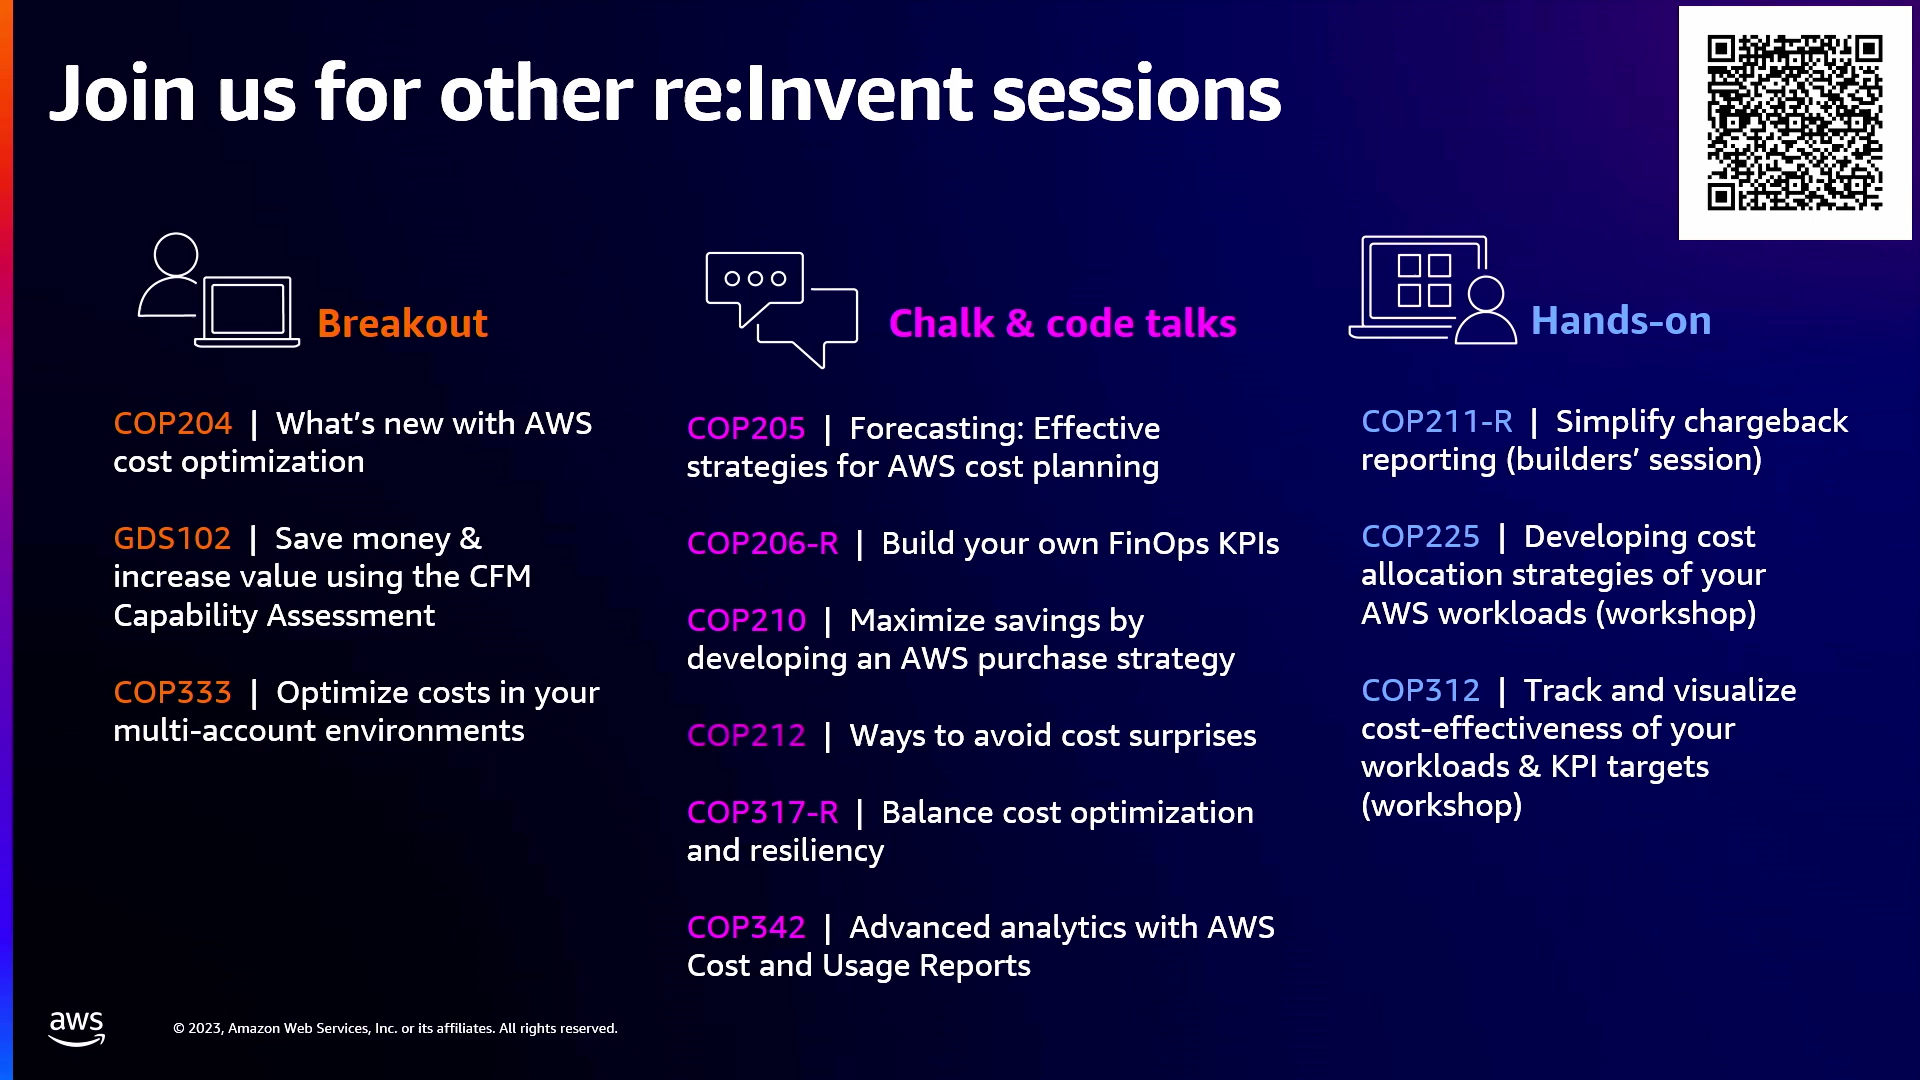 Join us for other re:Invent sessions
Breakout
COP204 | What’s new with AWS
cost optimization
GDS102 | Save money &
increase value using the CFM
Capability Assessment
COP333 | Optimize costs in your
multi-account environments
Chalk & code talks
COP205 | Forecasting: Effective
strategies for AWS cost planning
COP206-R | Build your own FinOps KPIs
COP210 | Maximize savings by
developing an AWS purchase strategy
COP212 | Ways to avoid cost surprises
COP317-R | Balance cost optimization
and resiliency
COP342 | Advanced analytics with AWS
Cost and Usage Reports
Hands-on
COP211-R | Simplify chargeback
reporting (builders’ session)
COP225 | Developing cost
allocation strategies of your
AWS workloads (workshop)
COP312 | Track and visualize
cost-effectiveness of your
workloads & KPI targets
(workshop)
aws
© 2023, Amazon Web Services, Inc. or its affiliates. All rights reserved.